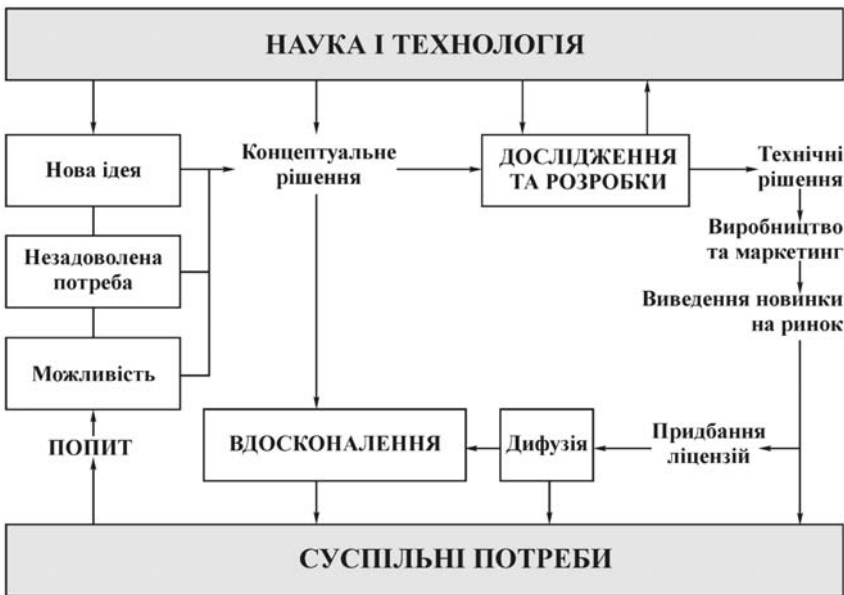 НАУКА І ТЕХНОЛОГІЯ
Нова ідея
Концептуальне
рішення
ДОСЛІДЖЕННЯ
ТА РОЗРОБКИ
Технічні
рішення
Виробництво
та маркетинг
Незадоволена
потреба
Виведення новинки
на ринок
Можливість
ПОПИТ
ВДОСКОНАЛЕННЯ
Дифузія
Придбання
ліцензій
СУСПІЛЬНІ ПОТРЕБИ